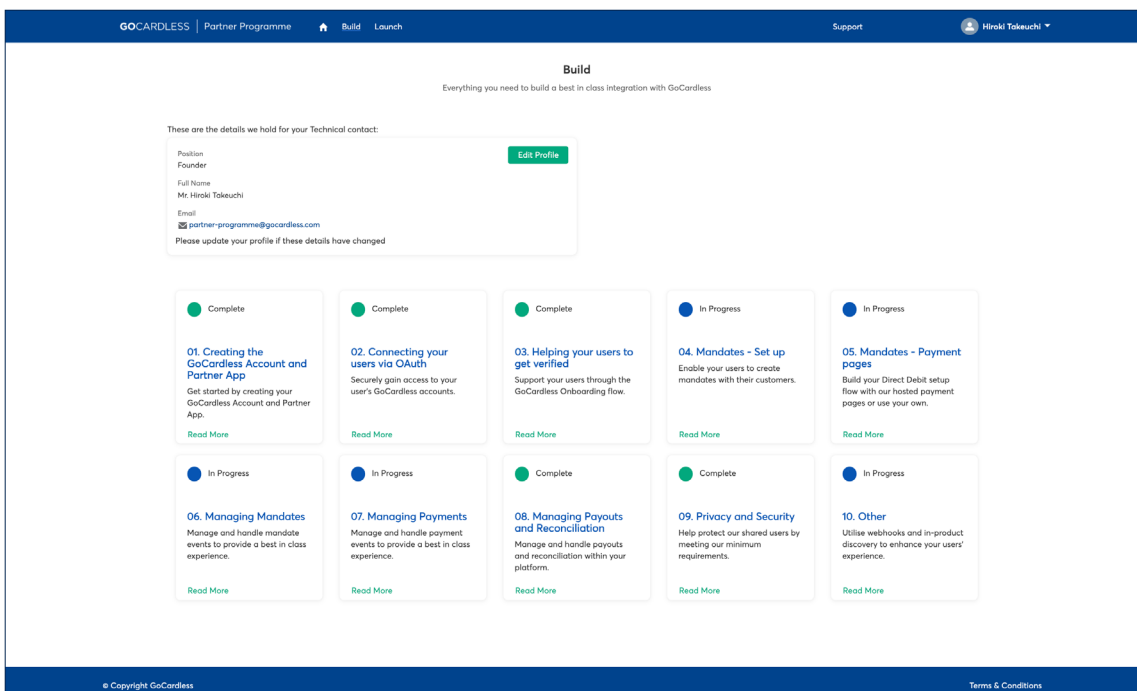 GOCARDLESS | Partner Programme Build Launch Support Hiroki Takeuchi
Build
Everything you need to build a best in class integration with GoCardless
These are the details we hold for your Technical contact:
Position
Founder
Edit Profile
Full Name
Mr. Hiroki Takeuchi
Email
partner-programme@gocardless.com
Please update your profile if these details have changed
Complete
01. Creating the
GoCardless Account and
Partner App
Get started by creating your
GoCardless Account and Partner
App.
Read More
Complete
02. Connecting your
users via OAuth
Securely gain access to your
user's GoCardless accounts.
Read More
Complete
03. Helping your users to
get verified
Support your users through the
GoCardless Onboarding flow.
Read More
In Progress
04. Mandates - Set up
Enable your users to create
mandates with their customers.
Read More
In Progress
05. Mandates - Payment
pages
Build your Direct Debit setup
flow with our hosted payment
pages or use your own.
Read More
In Progress
06. Managing Mandates
Manage and handle mandate
events to provide a best in class
experience.
Read More
In Progress
07. Managing Payments
Manage and handle payment
events to provide a best in class
experience.
Read More
Complete
08. Managing Payouts
and Reconciliation
Manage and handle payouts
and reconciliation within your
platform.
Read More
Complete
09. Privacy and Security
Help protect our shared users by
meeting our minimum
requirements.
Read More
In Progress
10. Other
Utilise webhooks and in-product
discovery to enhance your users'
experience.
Read More
© Copyright GoCardless
Terms & Conditions